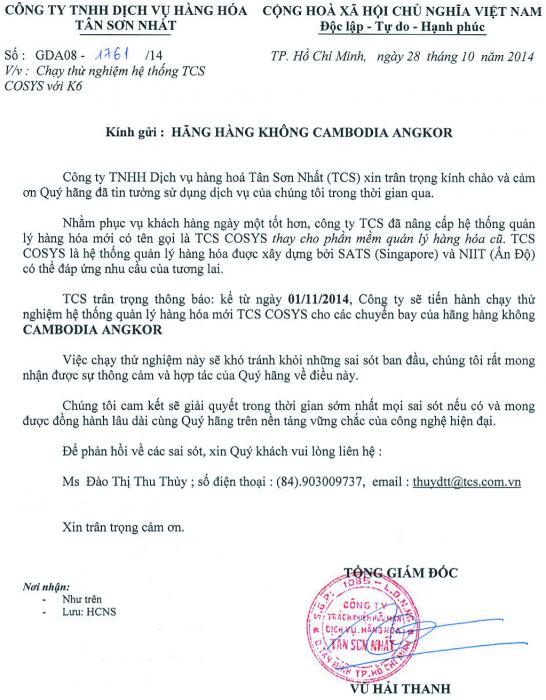 CÔNG TY TNHH DỊCH VỤ HÀNG HÓA
TÂN SƠN NHẤT
CỘNG HOÀ XÃ HỘI CHỦ NGHĨA VIỆT NAM
Độc lập - Tự do - Hạnh phúc
Số : GDA08 - 1761 /14
V/v : Chạy thử nghiệm hệ thống TCS
COSYS với K6
TP. Hồ Chí Minh, ngày 28 tháng 10 năm 2014
Kính gửi : HÃNG HÀNG KHÔNG CAMBODIA ANGKOR
Công ty TNHH Dịch vụ hàng hoá Tân Sơn Nhất (TCS) xin trân trọng kính chào và cảm
ơn Quý hãng đã tin tưởng sử dụng dịch vụ của chúng tôi trong thời gian qua.
Nhằm phục vụ khách hàng ngày một tốt hơn, công ty TCS đã nâng cấp hệ thống quản
lý hàng hóa mới có tên gọi là TCS COSYS thay cho phần mềm quản lý hàng hóa cũ. TCS
COSYS là hệ thống quản lý hàng hóa được xây dựng bởi SATS (Singapore) và NIIT (Ấn Độ)
có thể đáp ứng nhu cầu của tương lai.
TCS trân trọng thông báo: kể từ ngày 01/11/2014, Công ty sẽ tiến hành chạy thử
nghiệm hệ thống quản lý hàng hóa mới TCS COSYS cho các chuyến bay của hãng hàng không
CAMBODIA ANGKOR
Việc chạy thử nghiệm này sẽ khó tránh khỏi những sai sót ban đầu, chúng tôi rất mong
nhận được sự thông cảm và hợp tác của Quý hãng về điều này.
Chúng tôi cam kết sẽ giải quyết trong thời gian sớm nhất mọi sai sót nếu có và mong
được đồng hành lâu dài cùng Quý hãng trên nền tảng vững chắc của công nghệ hiện đại.
Để phản hồi về các sai sót, xin Quý khách vui lòng liên hệ :
Ms Đào Thị Thu Thủy ; số điện thoại : (84).903009737, email : thuydtt@tcs.com.vn
Xin trân trọng cảm ơn.
TỔNG GIÁM ĐỐC
Nơi nhận:
- Như trên
- Lưu: HCNS
CÔNG TY
TRÁCH NHIỆM HỮU HẠN
DỊCH VỤ HÀNG HÓA
TÂN SƠN NHẤT
VŨ HẢI THANH